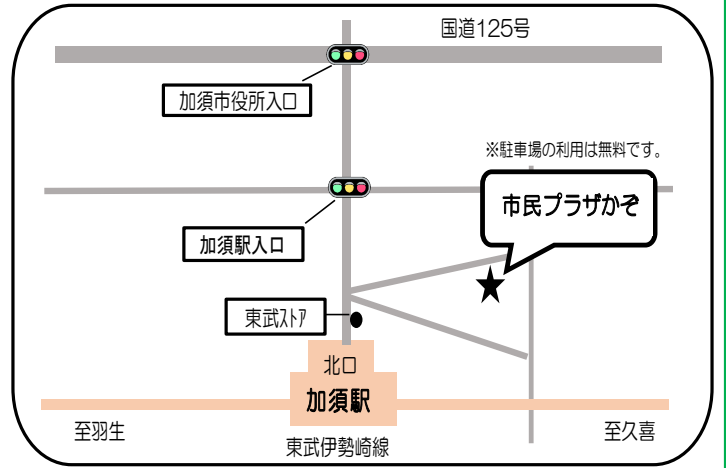 国道125号
加須市役所入口
※駐車場の利用は無料です。
市民プラザかぞ
加須駅入口
東武ストア
北口
加須駅
至羽生
至久喜
東武伊勢崎線